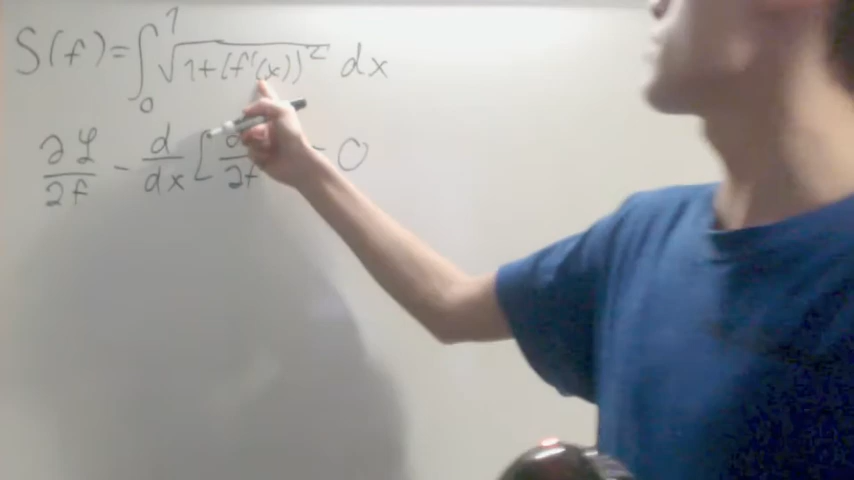 S(f) = ∫₀¹ √1+(f'(x))² dx
∂ℒ/∂f - d/dx [ ∂/∂f = 0